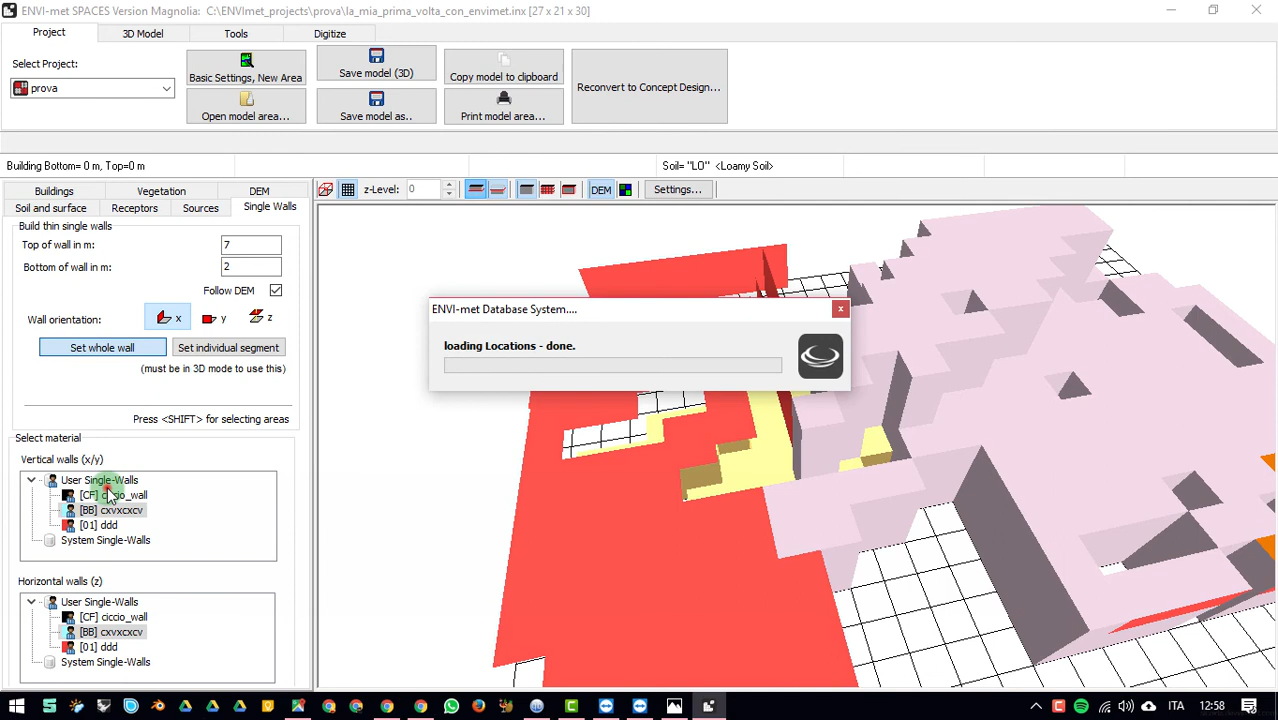 ENVI-met SPACES Version Magnolia: C:\ENVImet_projects\prova\la_mia_prima_volta_con_envimet.inx [27 x 21 x 30]
Project
3D Model
Tools
Digitize
Select Project:
prova
Basic Settings, New Area
Open model area...
Save model (3D)
Save model as..
Copy model to clipboard
Print model area...
Reconvert to Concept Design...
Building Bottom= 0 m, Top=0 m
Soil= "LO" <Loamy Soil>
Buildings
Vegetation
DEM
Soil and surface
Receptors
Sources
Single Walls
z-Level:
0
DEM
Settings...
Build thin single walls
Top of wall in m:
7
Bottom of wall in m:
2
Follow DEM
Wall orientation:
x
y
z
Set whole wall
Set individual segment
(must be in 3D mode to use this)
Press <SHIFT> for selecting areas
Select material
Vertical walls (x/y)
User Single-Walls
[CF] ciccio_wall
[BB] cxvxcxcv
[01] ddd
System Single-Walls
Horizontal walls (z)
User Single-Walls
[CF] ciccio_wall
[BB] cxvxcxcv
[01] ddd
System Single-Walls
ENVI-met Database System....
loading Locations - done.
ITA
12:58